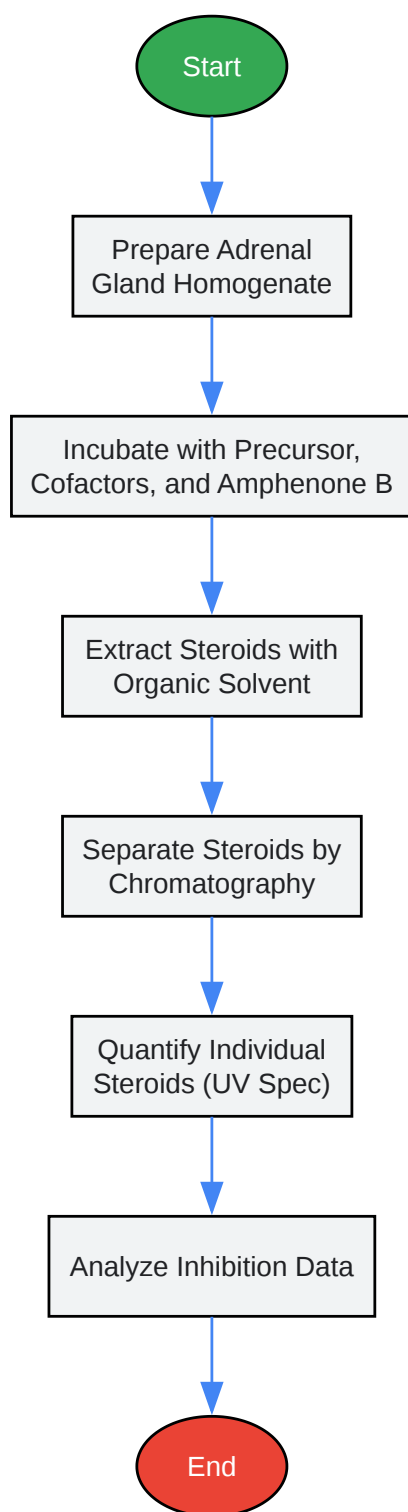 Start
Prepare Adrenal
Gland Homogenate
Incubate with Precursor,
Cofactors, and Amphenone B
Extract Steroids with
Organic Solvent
Separate Steroids by
Chromatography
Quantify Individual
Steroids (UV Spec)
Analyze Inhibition Data
End